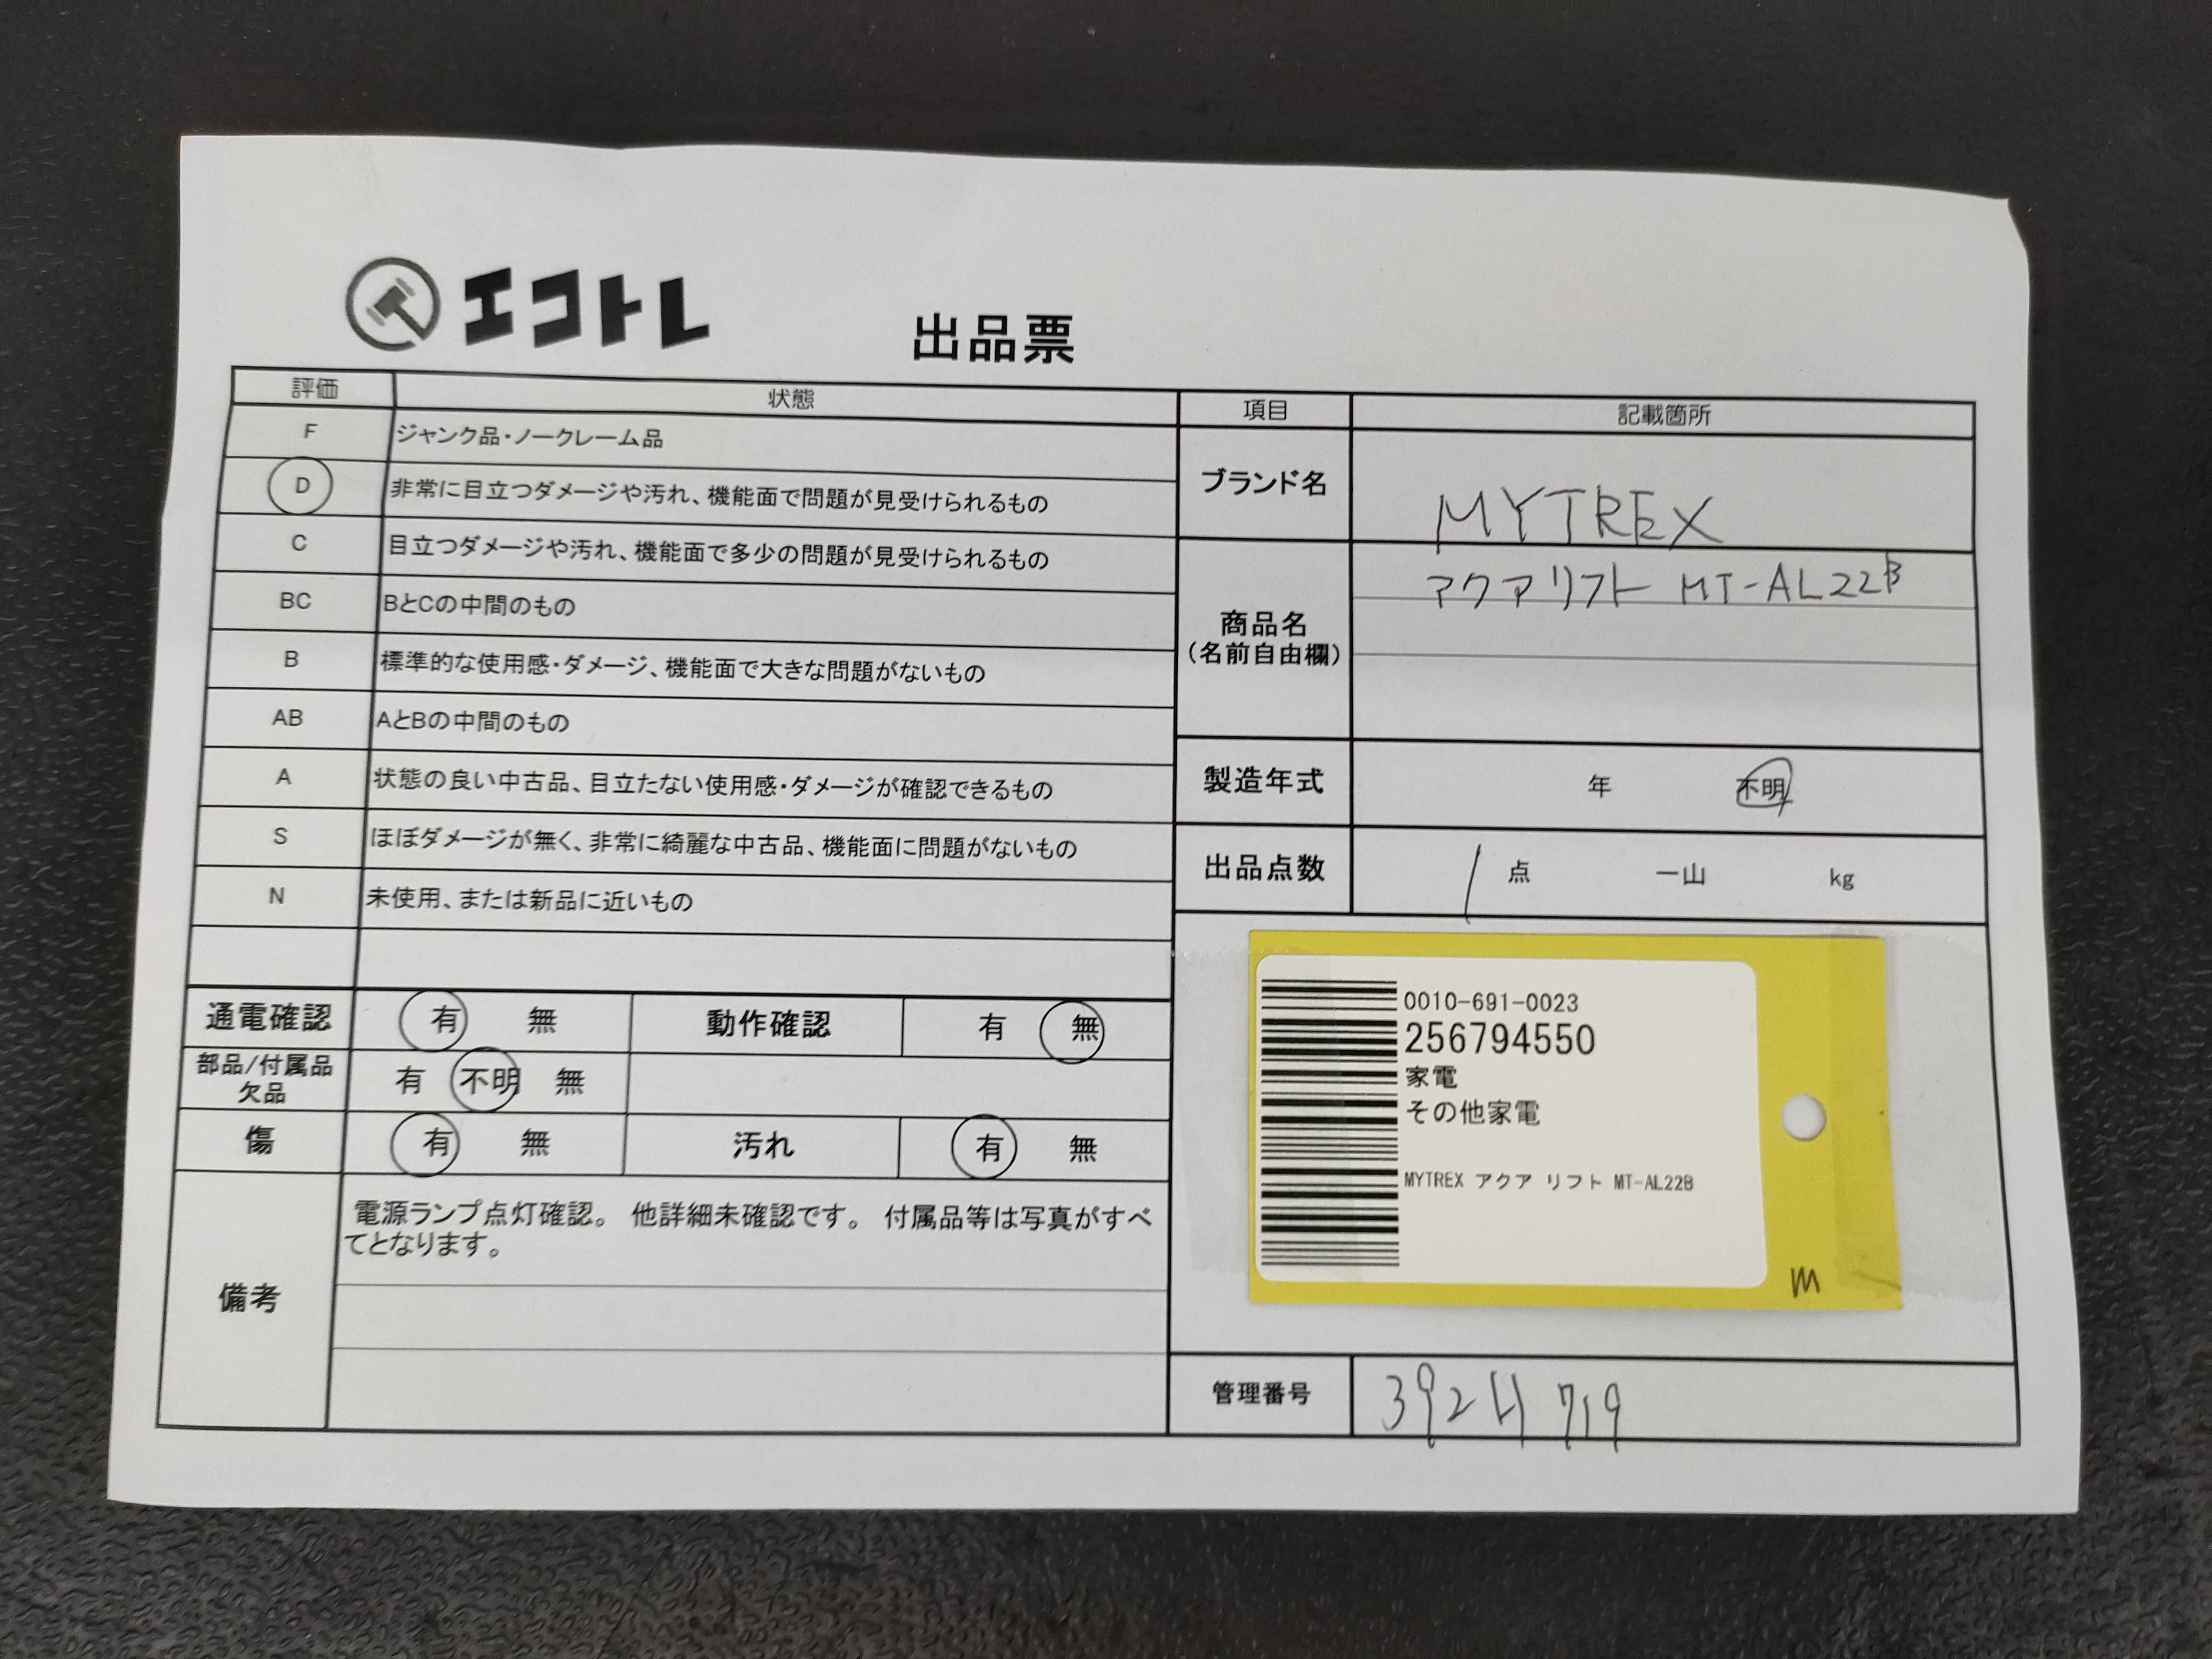 エコトレ
出品票
評価 状態
F ジャンク品・ノークレーム品
D 非常に目立つダメージや汚れ、機能面で問題が見受けられるもの
C 目立つダメージや汚れ、機能面で多少の問題が見受けられるもの
BC BとCの中間のもの
B 標準的な使用感・ダメージ、機能面で大きな問題がないもの
AB AとBの中間のもの
A 状態の良い中古品、目立たない使用感・ダメージが確認できるもの
S ほぼダメージが無く、非常に綺麗な中古品、機能面に問題がないもの
N 未使用、または新品に近いもの
通電確認 有 無 動作確認 有 無
部品/付属品
欠品 有 不明 無
傷 有 無 汚れ 有 無
備考
電源ランプ点灯確認。 他詳細未確認です。 付属品等は写真がすべ
てとなります。
項目 記載箇所
ブランド名 MYTREX
商品名
(名前自由欄)
アクアリフト MT-AL22B
製造年式 年 不明
出品点数 1 点 一山 kg
0010-691-0023
256794550
家電
その他家電
MYTREX アクア リフト MT-AL22B
m
管理番号 3924719